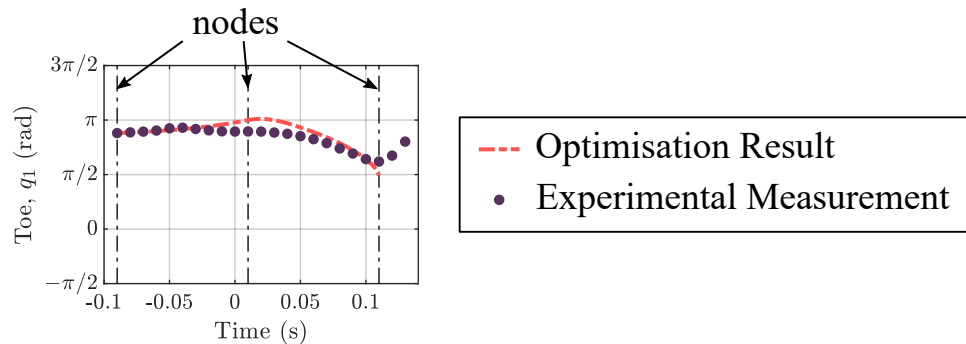 nodes
3π/2
π
π/2
0
−π/2
Toe, q₁ (rad)
-0.1 -0.05 0 0.05 0.1
Time (s)
Optimisation Result
Experimental Measurement